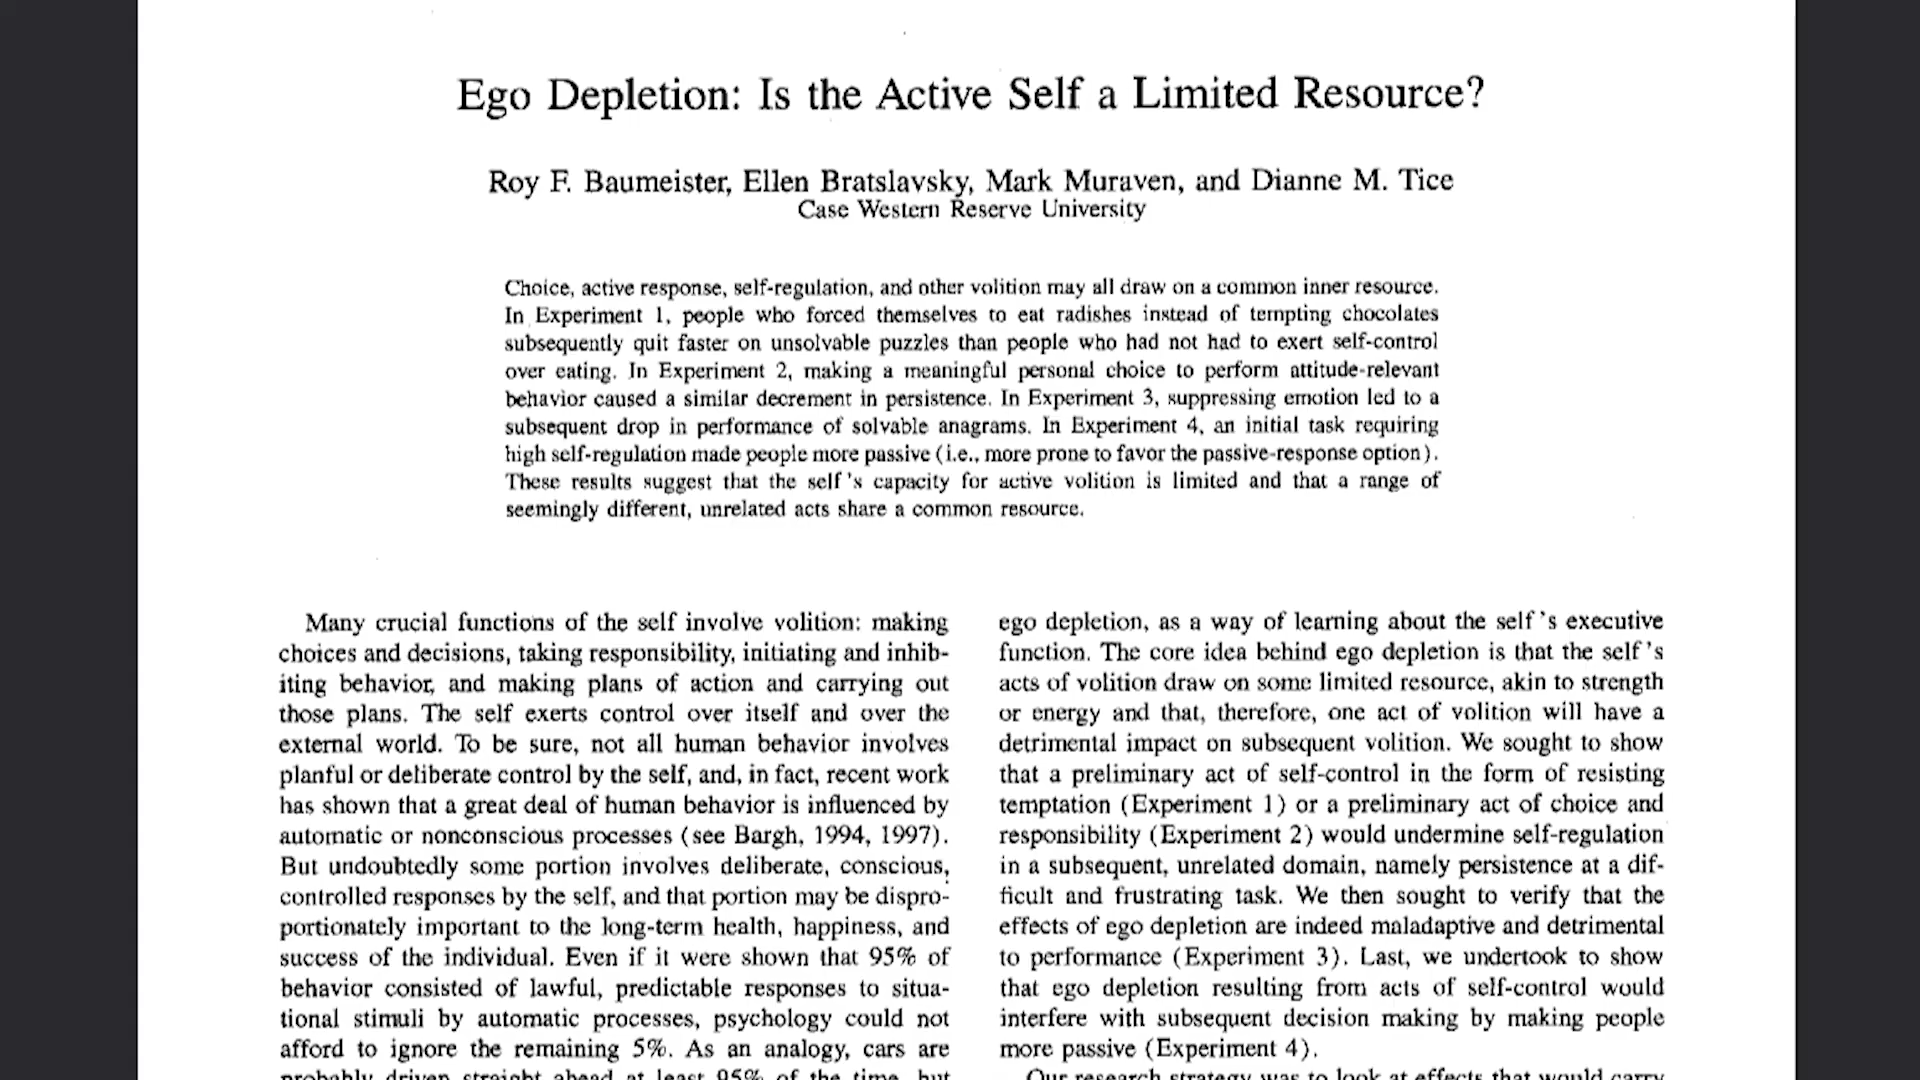 Ego Depletion: Is the Active Self a Limited Resource?
Roy F. Baumeister, Ellen Bratslavsky, Mark Muraven, and Dianne M. Tice
Case Western Reserve University
Choice, active response, self-regulation, and other volition may all draw on a common inner resource.
In Experiment 1, people who forced themselves to eat radishes instead of tempting chocolates
subsequently quit faster on unsolvable puzzles than people who had not had to exert self-control
over eating. In Experiment 2, making a meaningful personal choice to perform attitude-relevant
behavior caused a similar decrement in persistence. In Experiment 3, suppressing emotion led to a
subsequent drop in performance of solvable anagrams. In Experiment 4, an initial task requiring
high self-regulation made people more passive (i.e., more prone to favor the passive-response option).
These results suggest that the self's capacity for active volition is limited and that a range of
seemingly different, unrelated acts share a common resource.
Many crucial functions of the self involve volition: making
choices and decisions, taking responsibility, initiating and inhib-
iting behavior, and making plans of action and carrying out
those plans. The self exerts control over itself and over the
external world. To be sure, not all human behavior involves
planful or deliberate control by the self, and, in fact, recent work
has shown that a great deal of human behavior is influenced by
automatic or nonconscious processes (see Bargh, 1994, 1997).
But undoubtedly some portion involves deliberate, conscious,
controlled responses by the self, and that portion may be dispro-
portionately important to the long-term health, happiness, and
success of the individual. Even if it were shown that 95% of
behavior consisted of lawful, predictable responses to situa-
tional stimuli by automatic processes, psychology could not
afford to ignore the remaining 5%. As an analogy, cars are
probably driven straight ahead at least 95% of the time, but
ego depletion, as a way of learning about the self's executive
function. The core idea behind ego depletion is that the self's
acts of volition draw on some limited resource, akin to strength
or energy and that, therefore, one act of volition will have a
detrimental impact on subsequent volition. We sought to show
that a preliminary act of self-control in the form of resisting
temptation (Experiment 1) or a preliminary act of choice and
responsibility (Experiment 2) would undermine self-regulation
in a subsequent, unrelated domain, namely persistence at a dif-
ficult and frustrating task. We then sought to verify that the
effects of ego depletion are indeed maladaptive and detrimental
to performance (Experiment 3). Last, we undertook to show
that ego depletion resulting from acts of self-control would
interfere with subsequent decision making by making people
more passive (Experiment 4).
Our research strategy was to look at effects that would carry